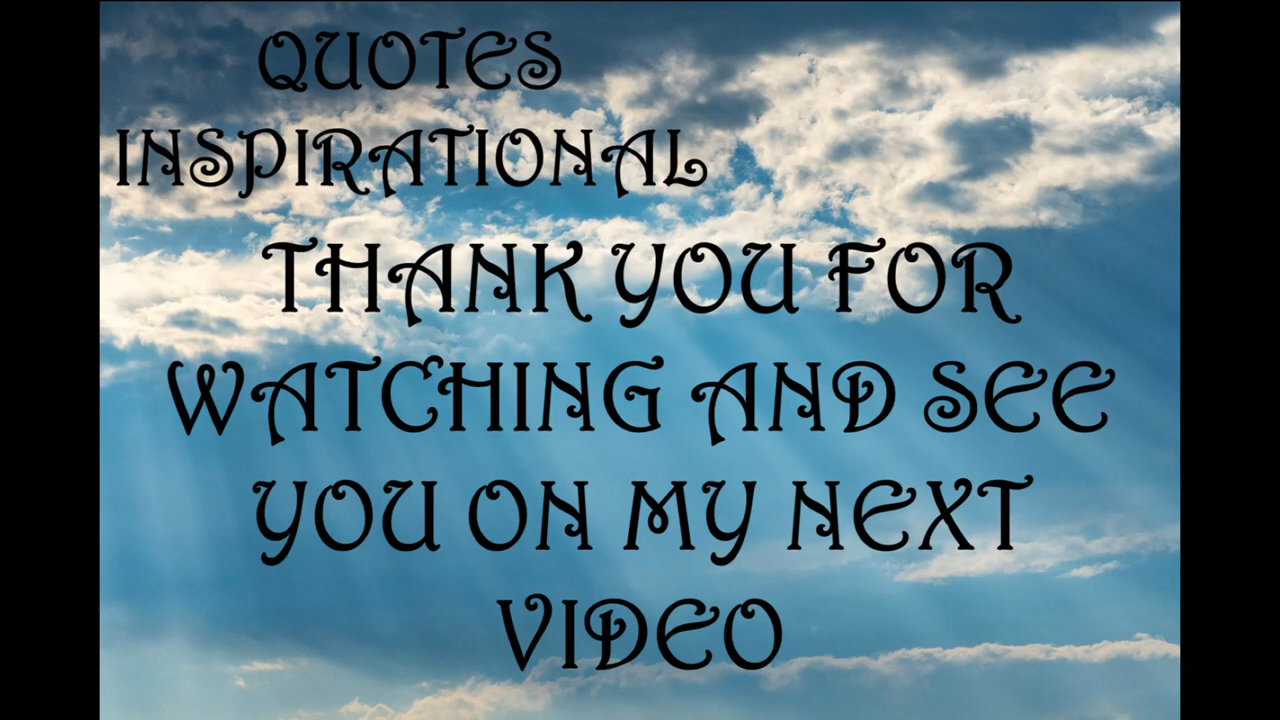 QUOTES
INSPIRATIONAL
THANK YOU FOR
WATCHING AND SEE
YOU ON MY NEXT
VIDEO